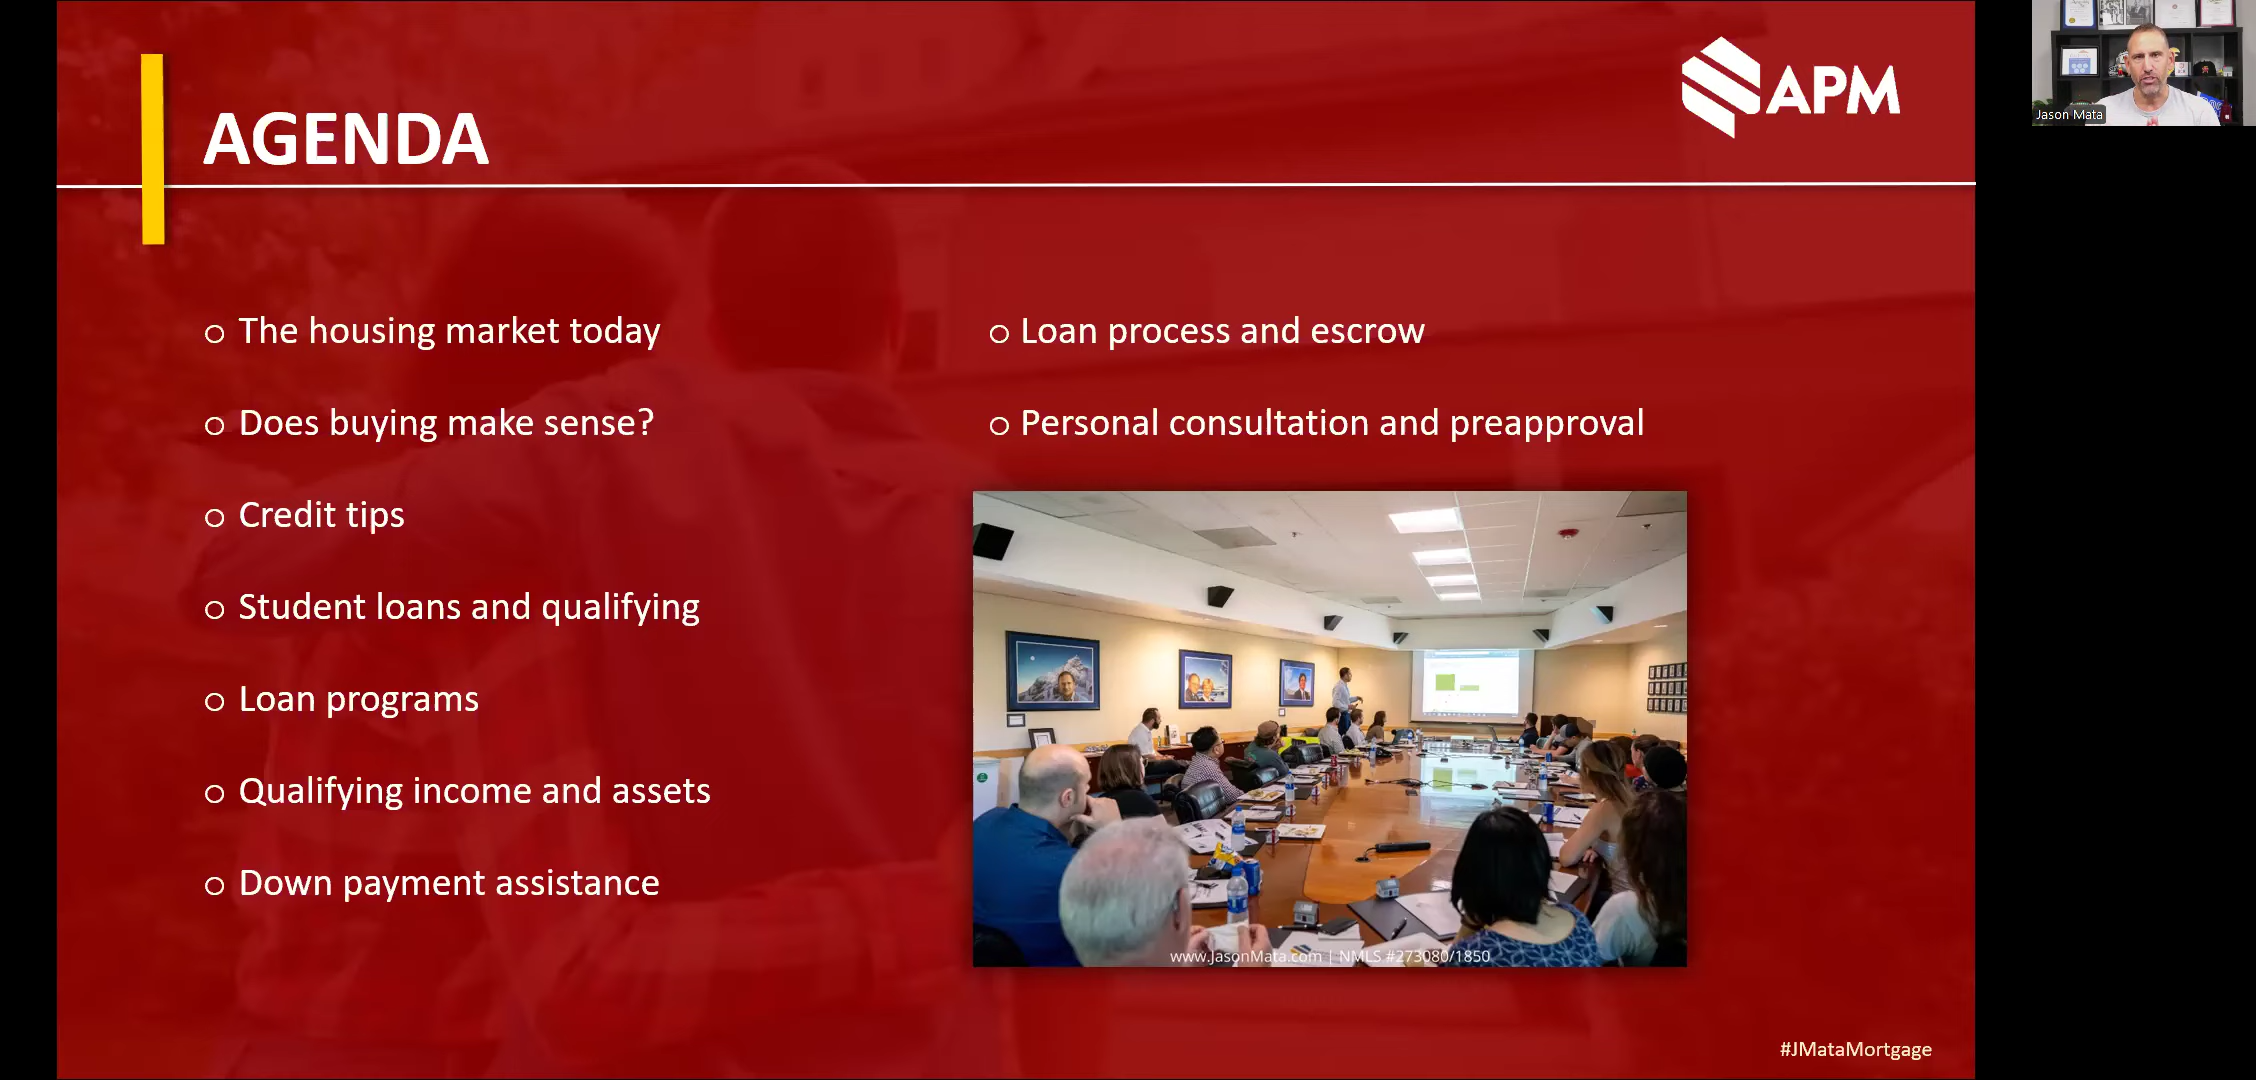 AGENDA
APM
The housing market today
Does buying make sense?
Credit tips
Student loans and qualifying
Loan programs
Qualifying income and assets
Down payment assistance
Loan process and escrow
Personal consultation and preapproval
www.JasonMata.com | NMLS #273080/1850
#JMataMortgage
Jason Mata